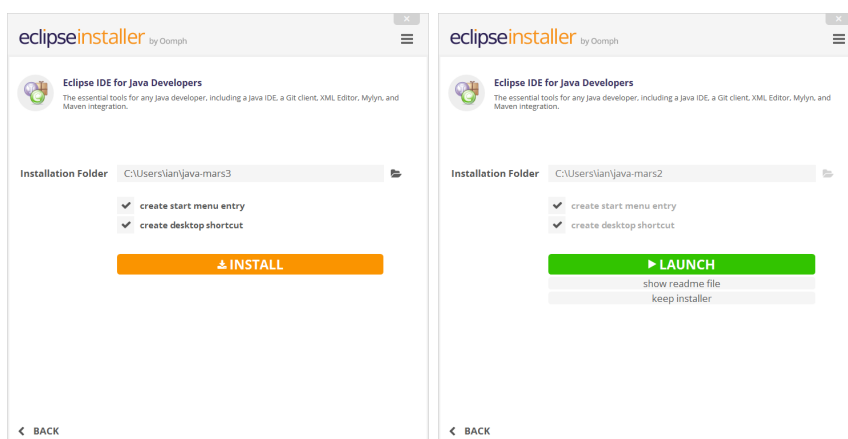 eclipseinstaller by Oomph
Eclipse IDE for Java Developers
The essential tools for any Java developer, including a Java IDE, a Git client, XML Editor, Mylyn, and
Maven integration.
Installation Folder C:\Users\ian\java-mars3
create start menu entry
create desktop shortcut
INSTALL
BACK
eclipseinstaller by Oomph
Eclipse IDE for Java Developers
The essential tools for any Java developer, including a Java IDE, a Git client, XML Editor, Mylyn, and
Maven integration.
Installation Folder C:\Users\ian\java-mars2
create start menu entry
create desktop shortcut
LAUNCH
show readme file
keep installer
BACK